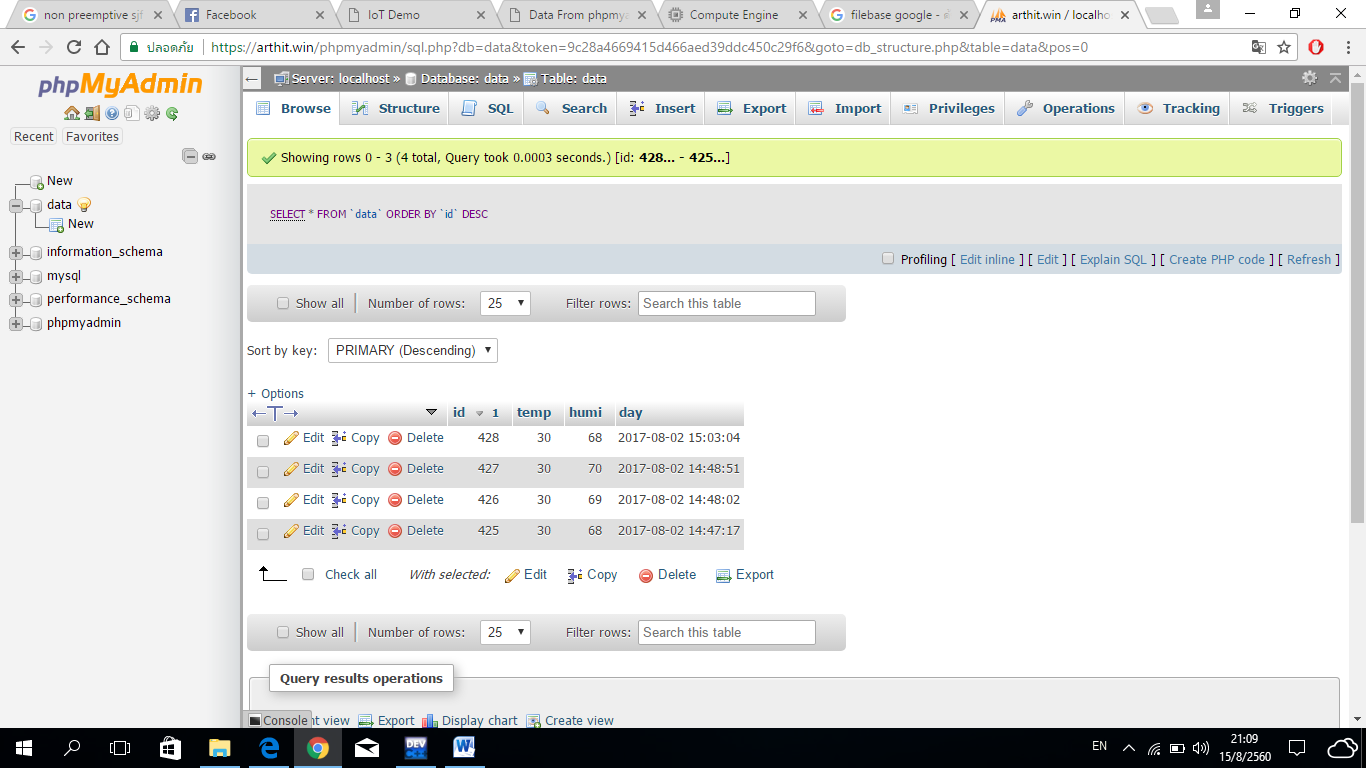 non preemptive sjf
Facebook
IoT Demo
Data From phpmya
Compute Engine
filebase google - ค้
arthit.win / localho
ปลอดภัย https://arthit.win/phpmyadmin/sql.php?db=data&token=9c28a4669415d466aed39ddc450c29f6&goto=db_structure.php&table=data&pos=0
phpMyAdmin
Recent Favorites
New
data
New
information_schema
mysql
performance_schema
phpmyadmin
Server: localhost » Database: data » Table: data
Browse Structure SQL Search Insert Export Import Privileges Operations Tracking Triggers
Showing rows 0 - 3 (4 total, Query took 0.0003 seconds.) [id: 428... - 425...]
SELECT * FROM `data` ORDER BY `id` DESC
Profiling [ Edit inline ] [ Edit ] [ Explain SQL ] [ Create PHP code ] [ Refresh ]
Show all Number of rows: 25 Filter rows: Search this table
Sort by key: PRIMARY (Descending)
+ Options
←T→ id 1 temp humi day
Edit Copy Delete 428 30 68 2017-08-02 15:03:04
Edit Copy Delete 427 30 70 2017-08-02 14:48:51
Edit Copy Delete 426 30 69 2017-08-02 14:48:02
Edit Copy Delete 425 30 68 2017-08-02 14:47:17
Check all With selected: Edit Copy Delete Export
Show all Number of rows: 25 Filter rows: Search this table
Query results operations
Console nt view Export Display chart Create view
DEV
EN
21:09
15/8/2560